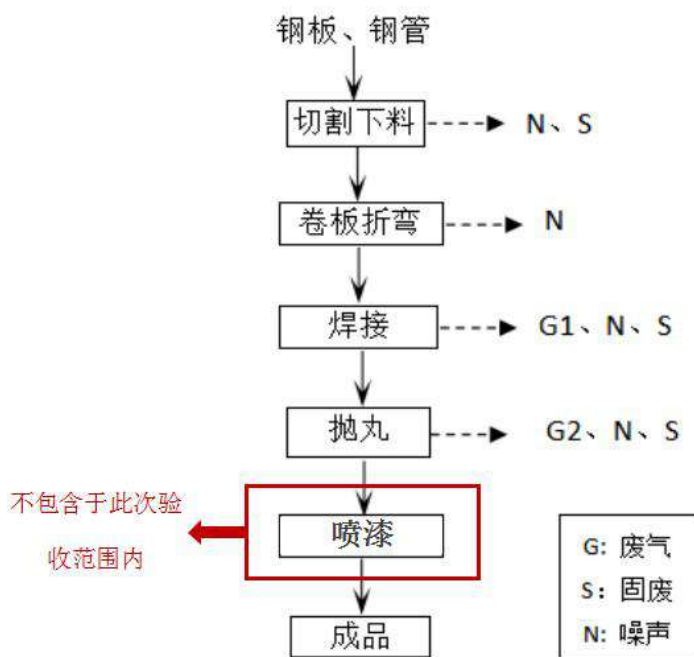 钢板、钢管
切割下料
N、S
卷板折弯
N
焊接
G1、N、S
抛丸
G2、N、S
不包含于此次验
收范围内
喷漆
成品
G: 废气
S: 固废
N: 噪声